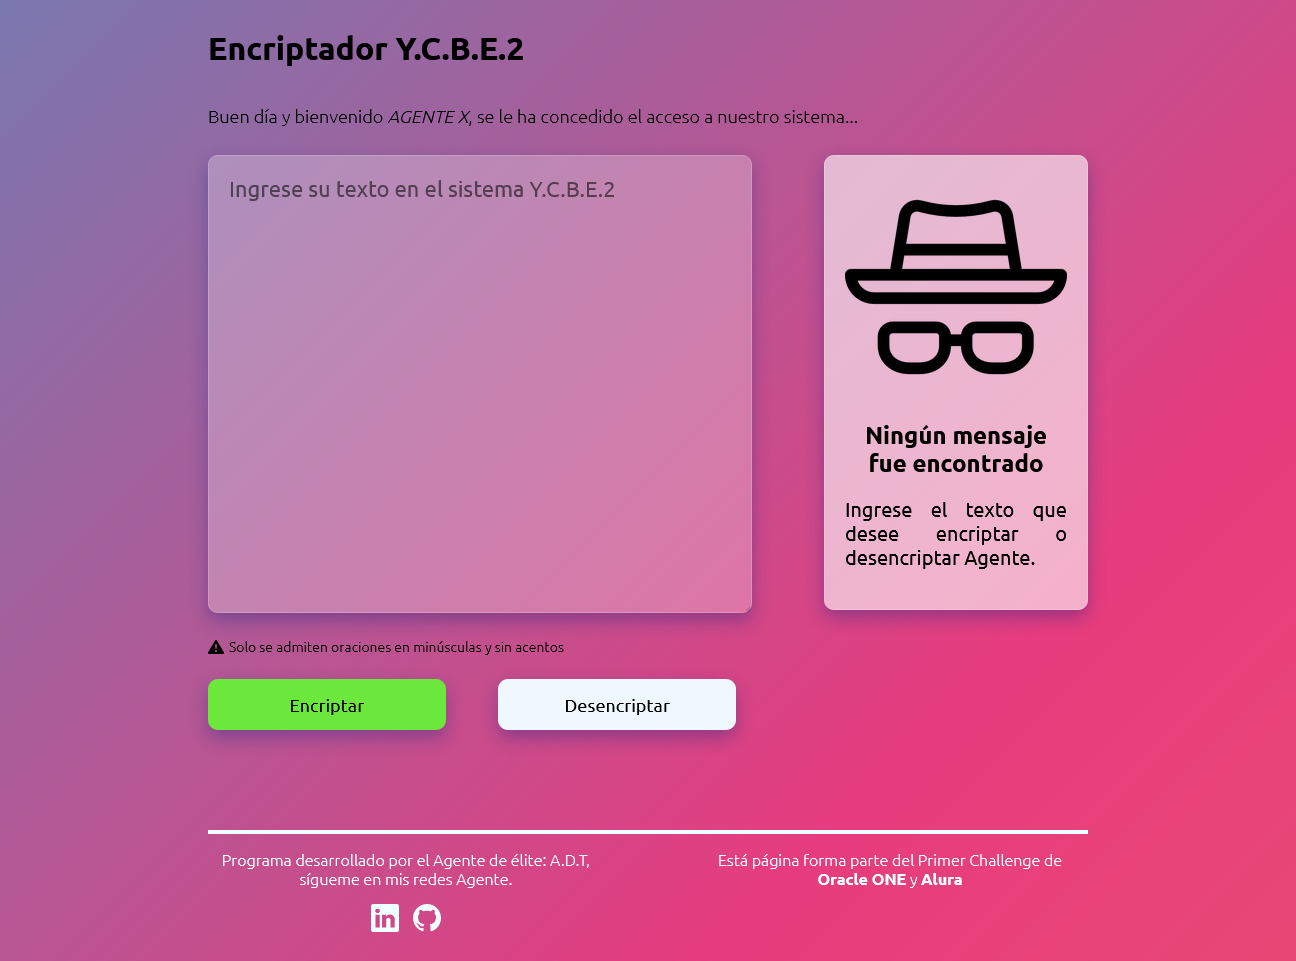 Encriptador Y.C.B.E.2
Buen día y bienvenido AGENTE X, se le ha concedido el acceso a nuestro sistema...
Ingrese su texto en el sistema Y.C.B.E.2
Ningún mensaje
fue encontrado
Ingrese el texto que
desee encriptar o
desencriptar Agente.
Solo se admiten oraciones en minúsculas y sin acentos
Encriptar
Desencriptar
Programa desarrollado por el Agente de élite: A.D.T,
sígueme en mis redes Agente.
Está página forma parte del Primer Challenge de
Oracle ONE y Alura